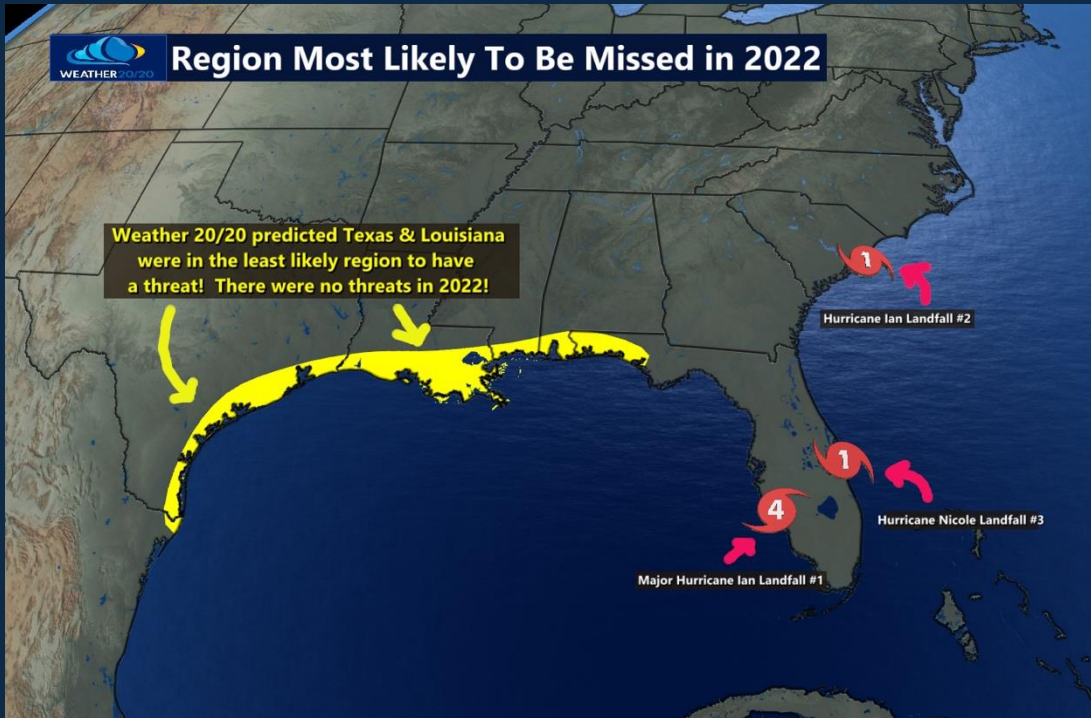 WEATHER 20/20
Region Most Likely To Be Missed in 2022
Weather 20/20 predicted Texas & Louisiana
were in the least likely region to have
a threat! There were no threats in 2022!
1
Hurricane Ian Landfall #2
1
Hurricane Nicole Landfall #3
4
Major Hurricane Ian Landfall #1